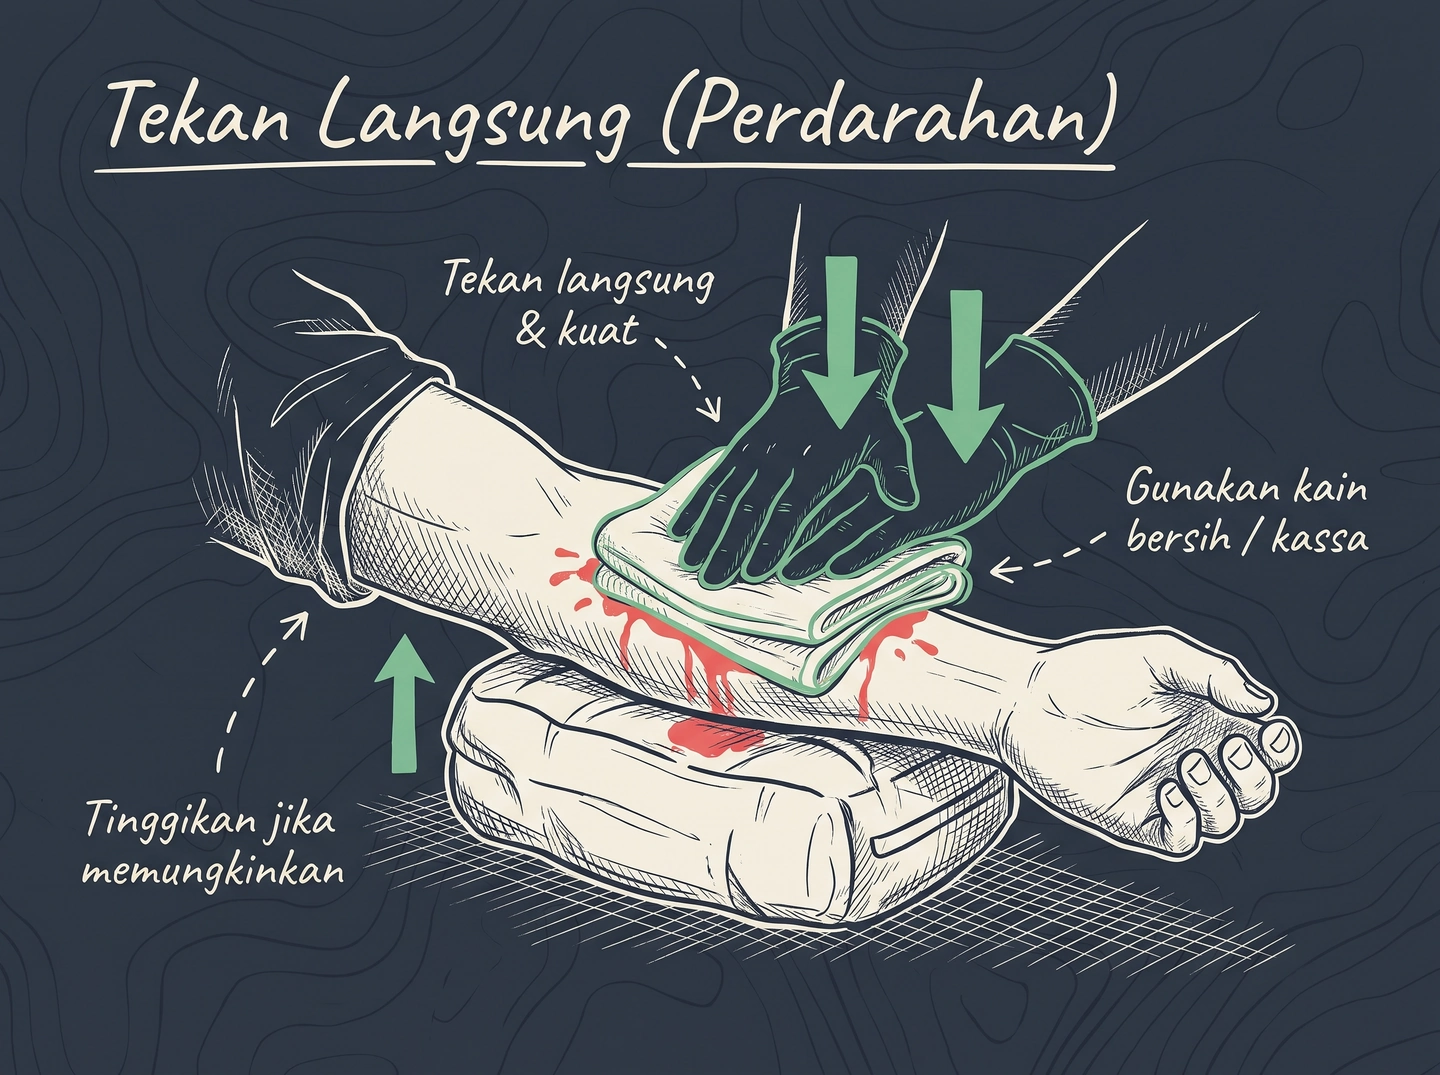 Tekan Langsung (Perdarahan)
Tekan langsung
& kuat
Gunakan kain
bersih / kassa
Tinggikan jika
memungkinkan